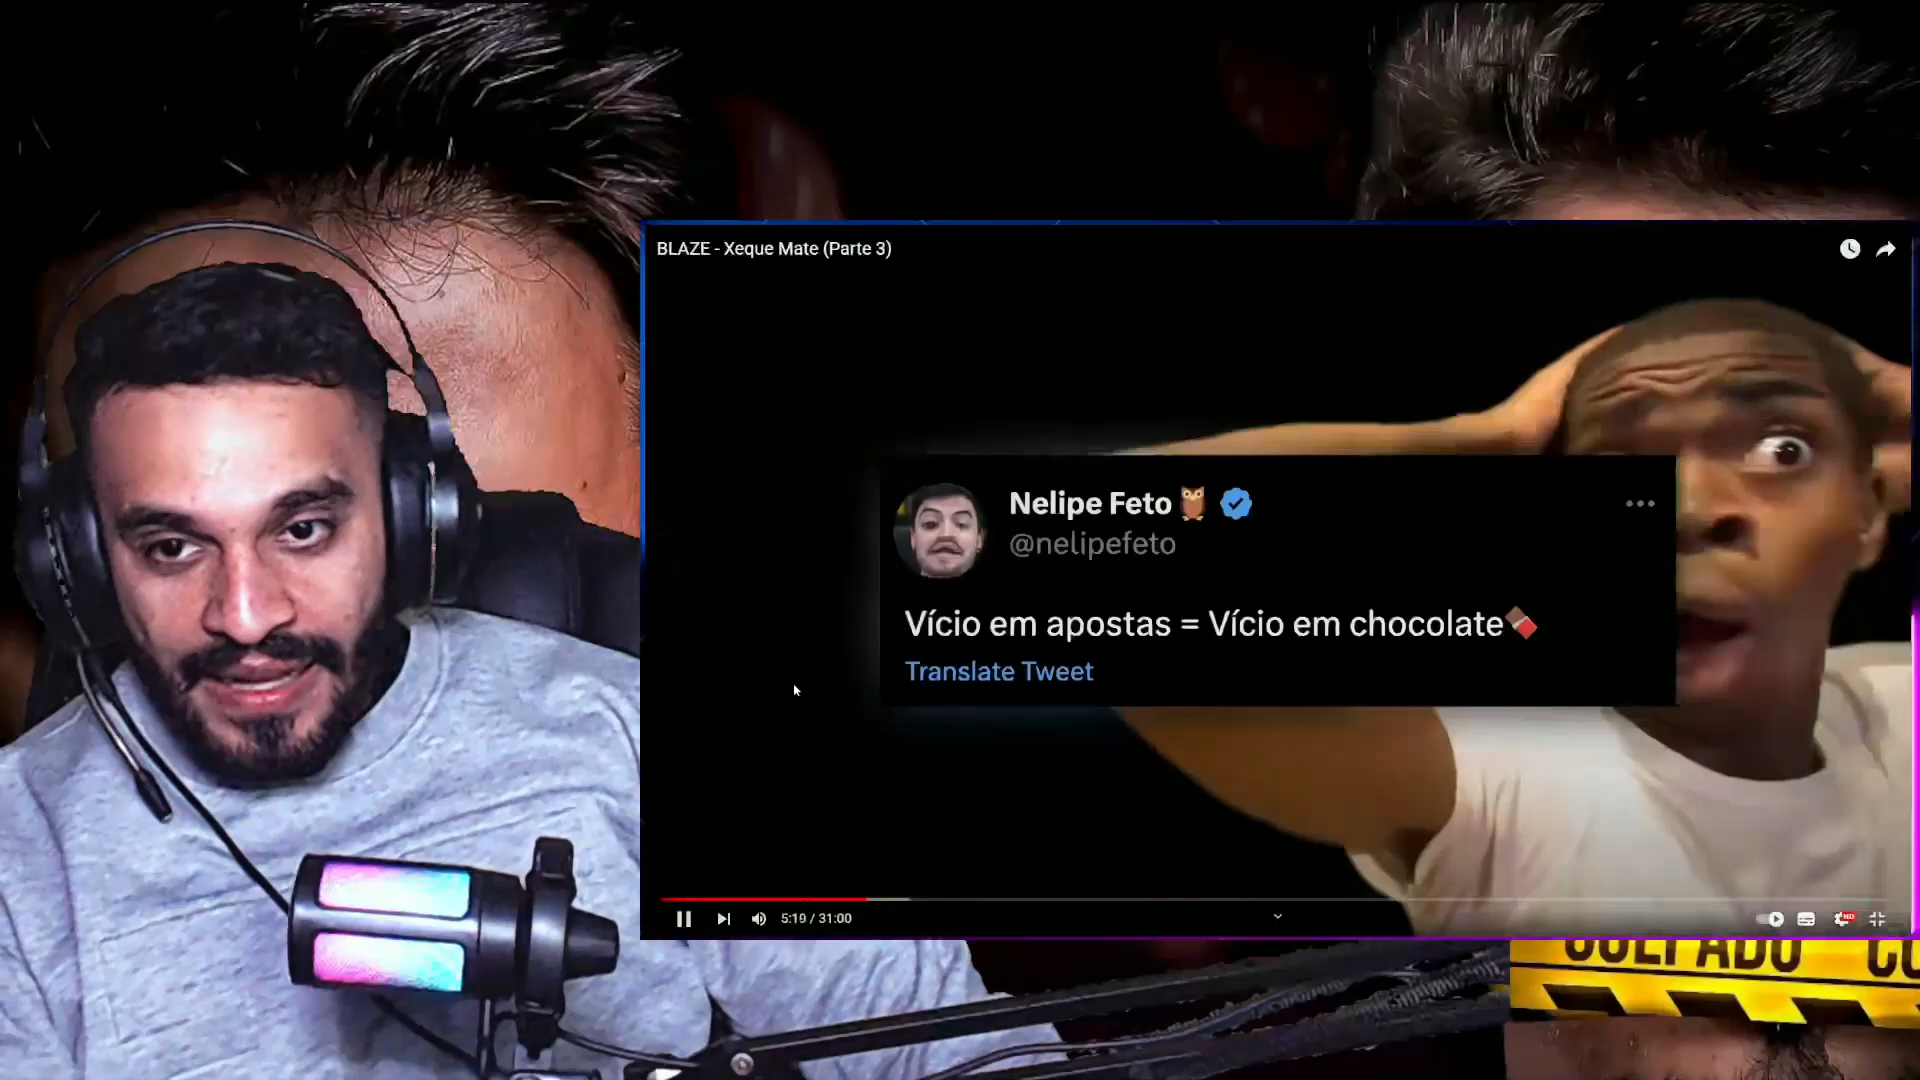 BLAZE - Xeque Mate (Parte 3)
Nelipe Feto
@nelipefeto
Vício em apostas = Vício em chocolate
Translate Tweet
5:19 / 31:00
HD